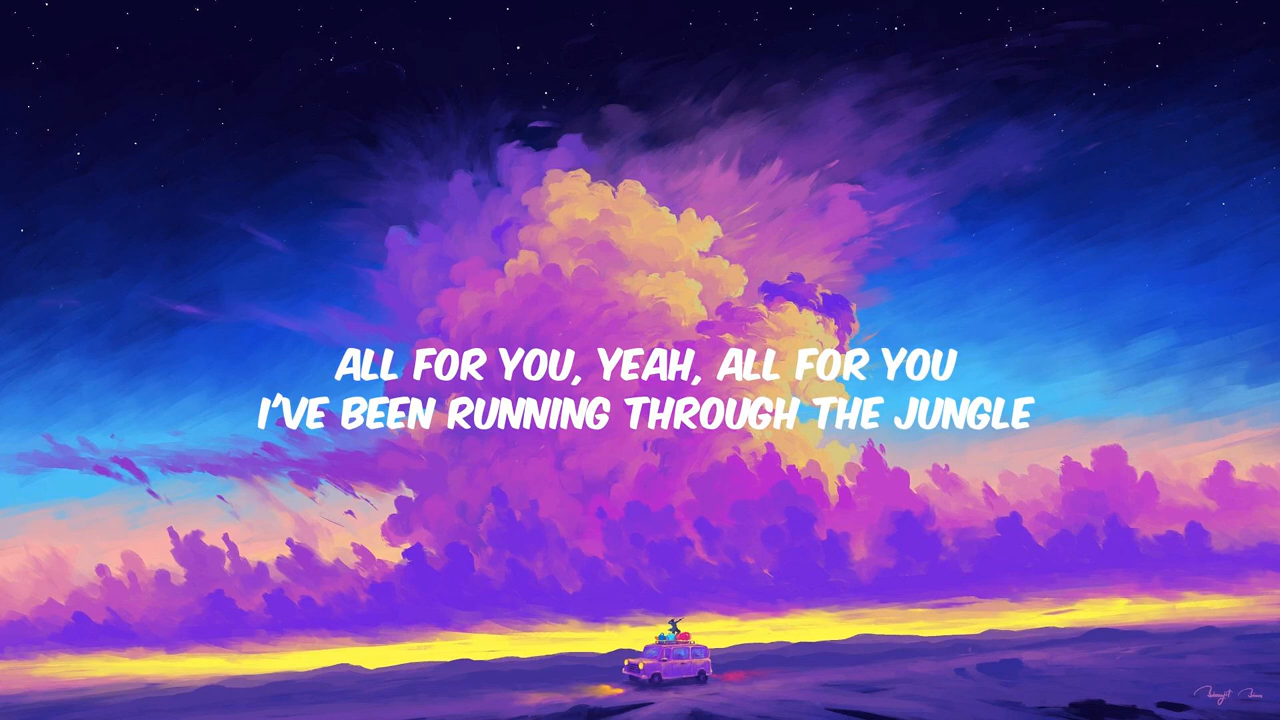 ALL FOR YOU, YEAH, ALL FOR YOU
I'VE BEEN RUNNING THROUGH THE JUNGLE